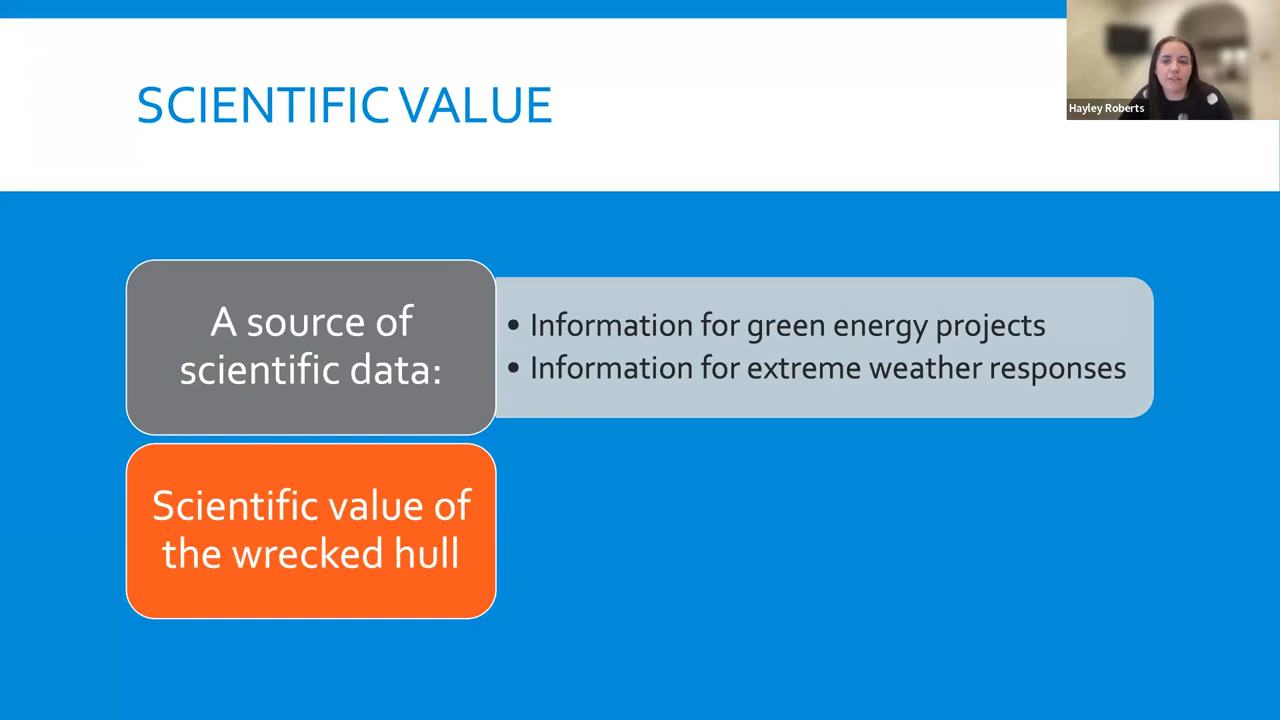 SCIENTIFIC VALUE
Hayley Roberts
A source of
scientific data:
• Information for green energy projects
• Information for extreme weather responses
Scientific value of
the wrecked hull